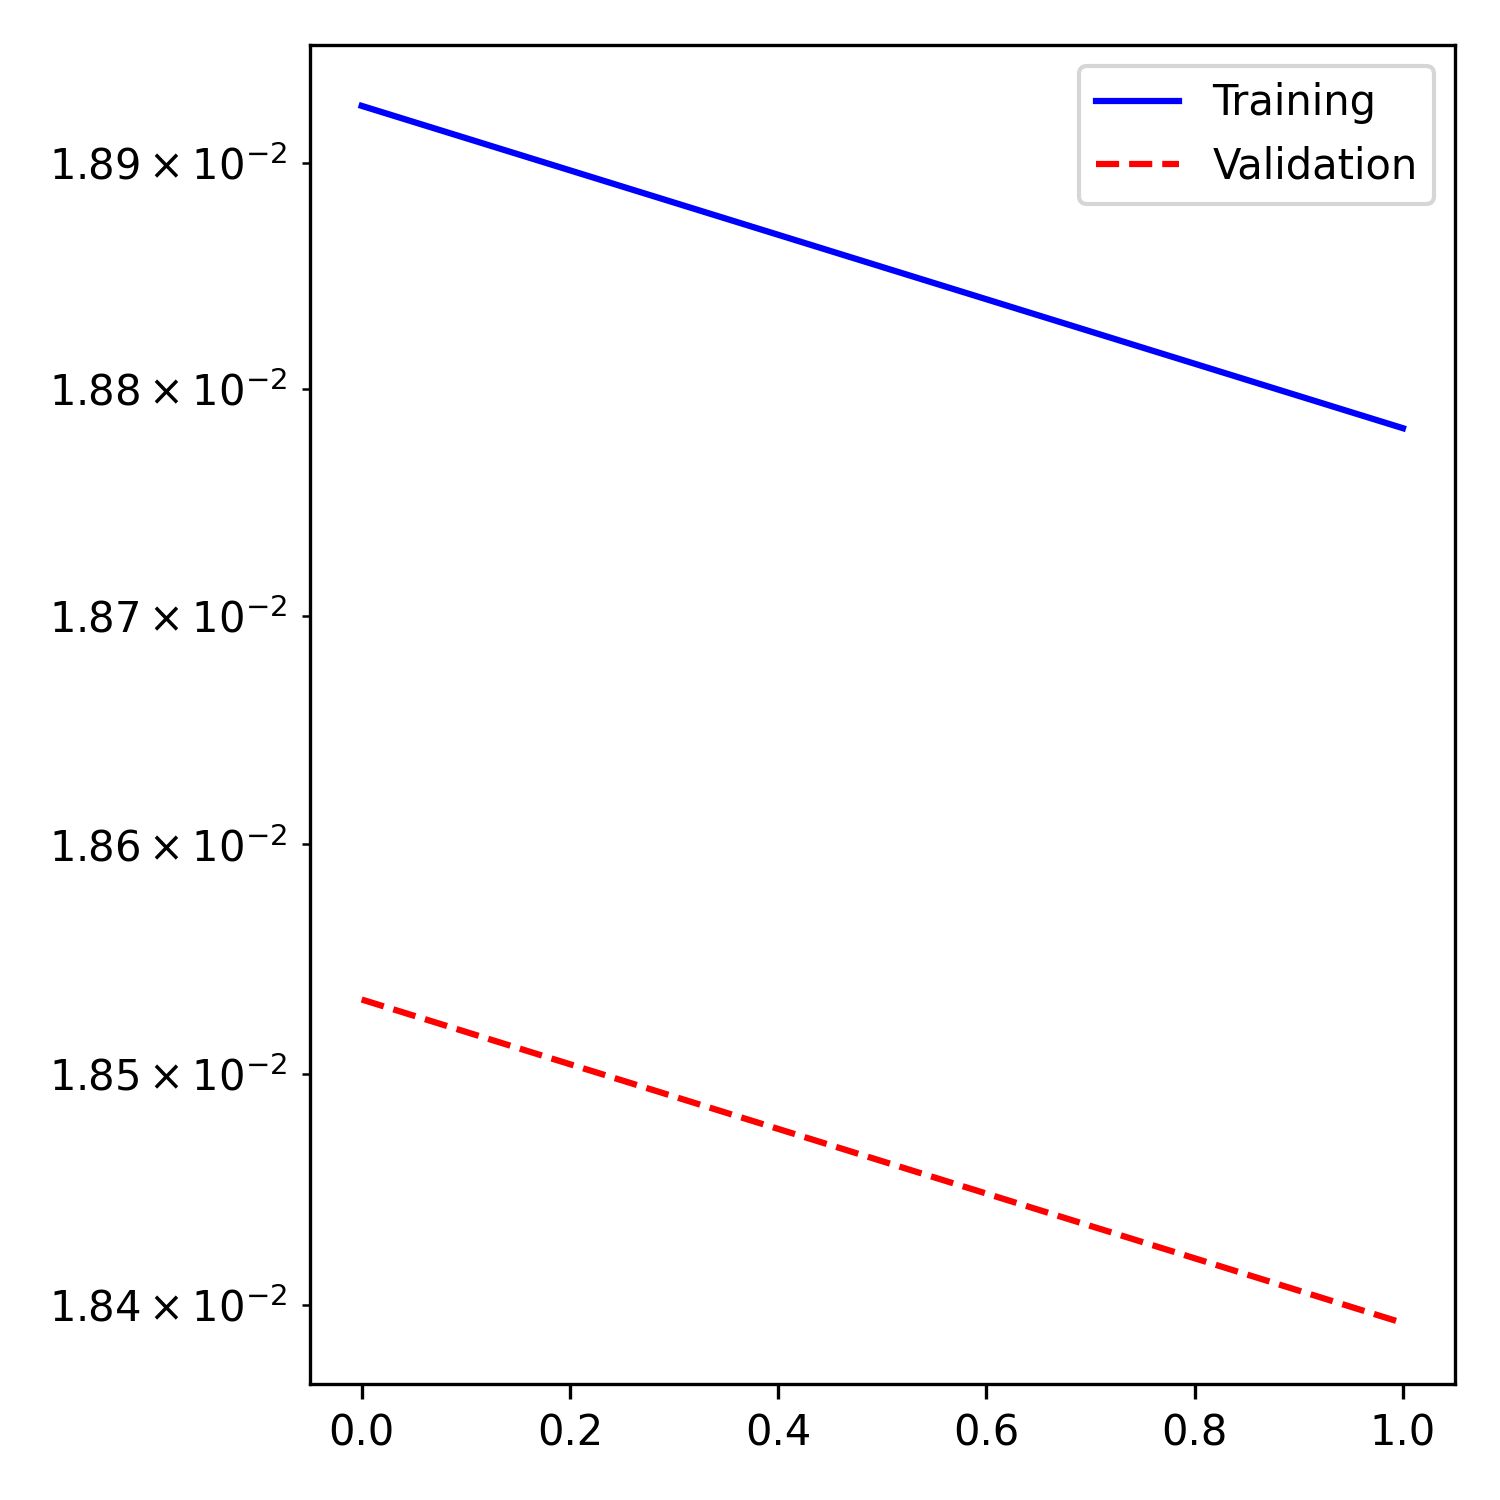 Training
Validation
1.89 × 10⁻²
1.88 × 10⁻²
1.87 × 10⁻²
1.86 × 10⁻²
1.85 × 10⁻²
1.84 × 10⁻²
0.0 0.2 0.4 0.6 0.8 1.0